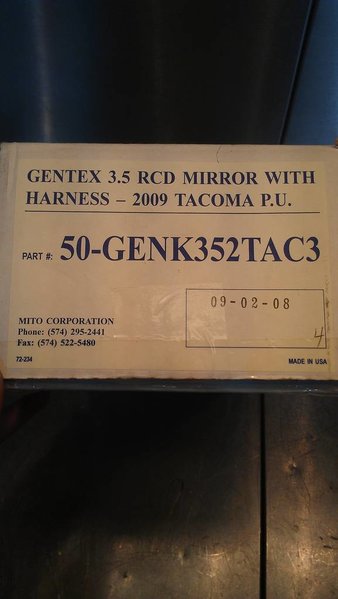 GENTEX 3.5 RCD MIRROR WITH
HARNESS – 2009 TACOMA P.U.
PART #: 50-GENK352TAC3
09-02-08
4
MITO CORPORATION
Phone: (574) 295-2441
Fax: (574) 522-5480
72-234
MADE IN USA